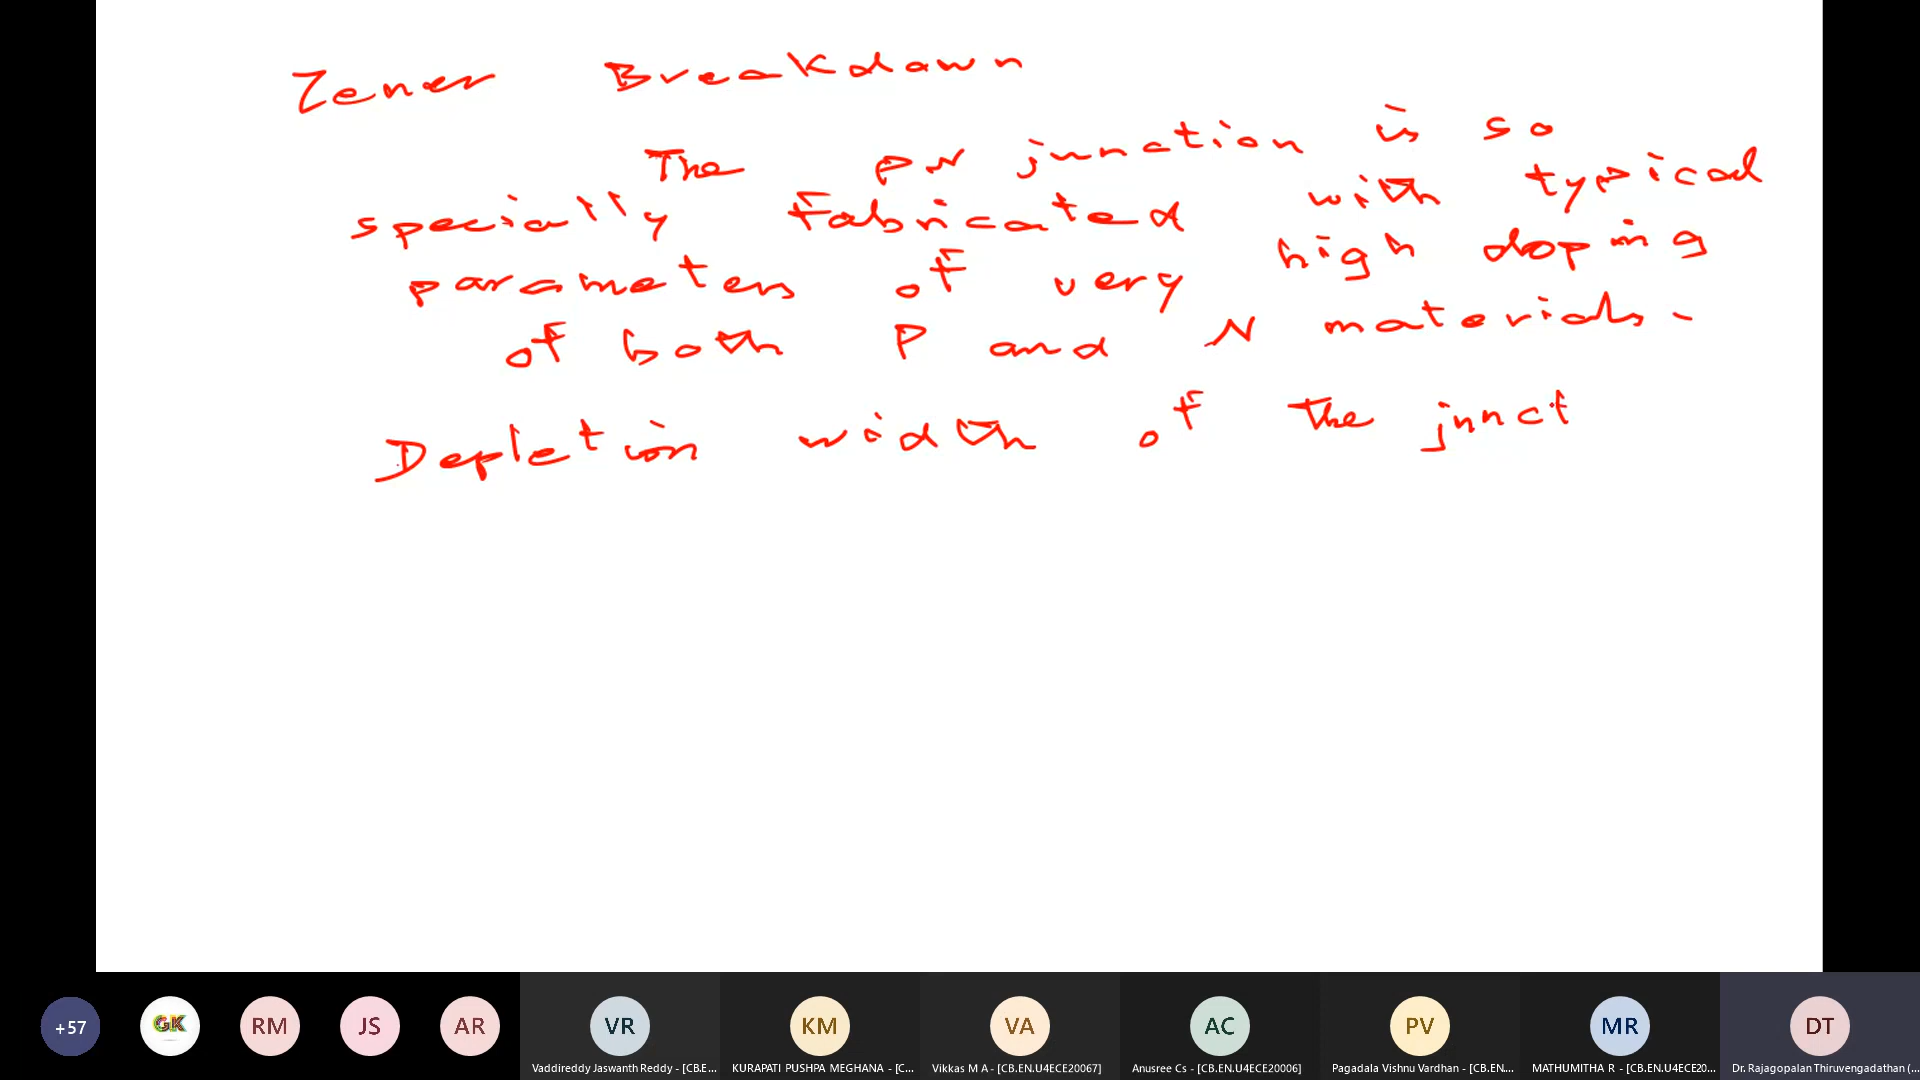 Zener Breakdown
The PN junction is so
specially Fabricated with typical
parameters of very high doping
of both P and N materials.
Depletion width of the junct
+57 GK RM JS AR VR KM VA AC PV MR DT
Vaddireddy Jaswanth Reddy - [CB.E... KURAPATI PUSHPA MEGHANA - [C... Vikkas M A - [CB.EN.U4ECE20067] Anusree Cs - [CB.EN.U4ECE20006] Pagadala Vishnu Vardhan - [CB.EN.... MATHUMITHA R - [CB.EN.U4ECE20... Dr. Rajagopalan Thiruvengadathan (...